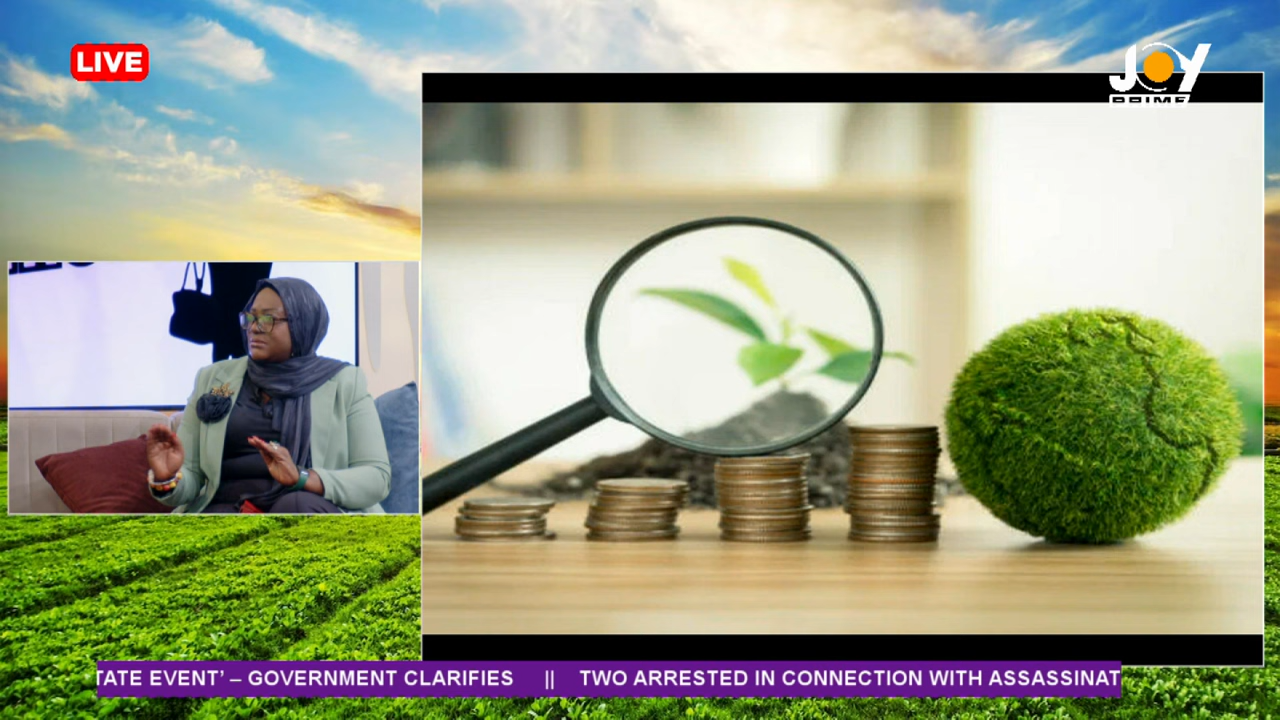 LIVE
JOY
PRIME
TATE EVENT’ – GOVERNMENT CLARIFIES || TWO ARRESTED IN CONNECTION WITH ASSASSINAT